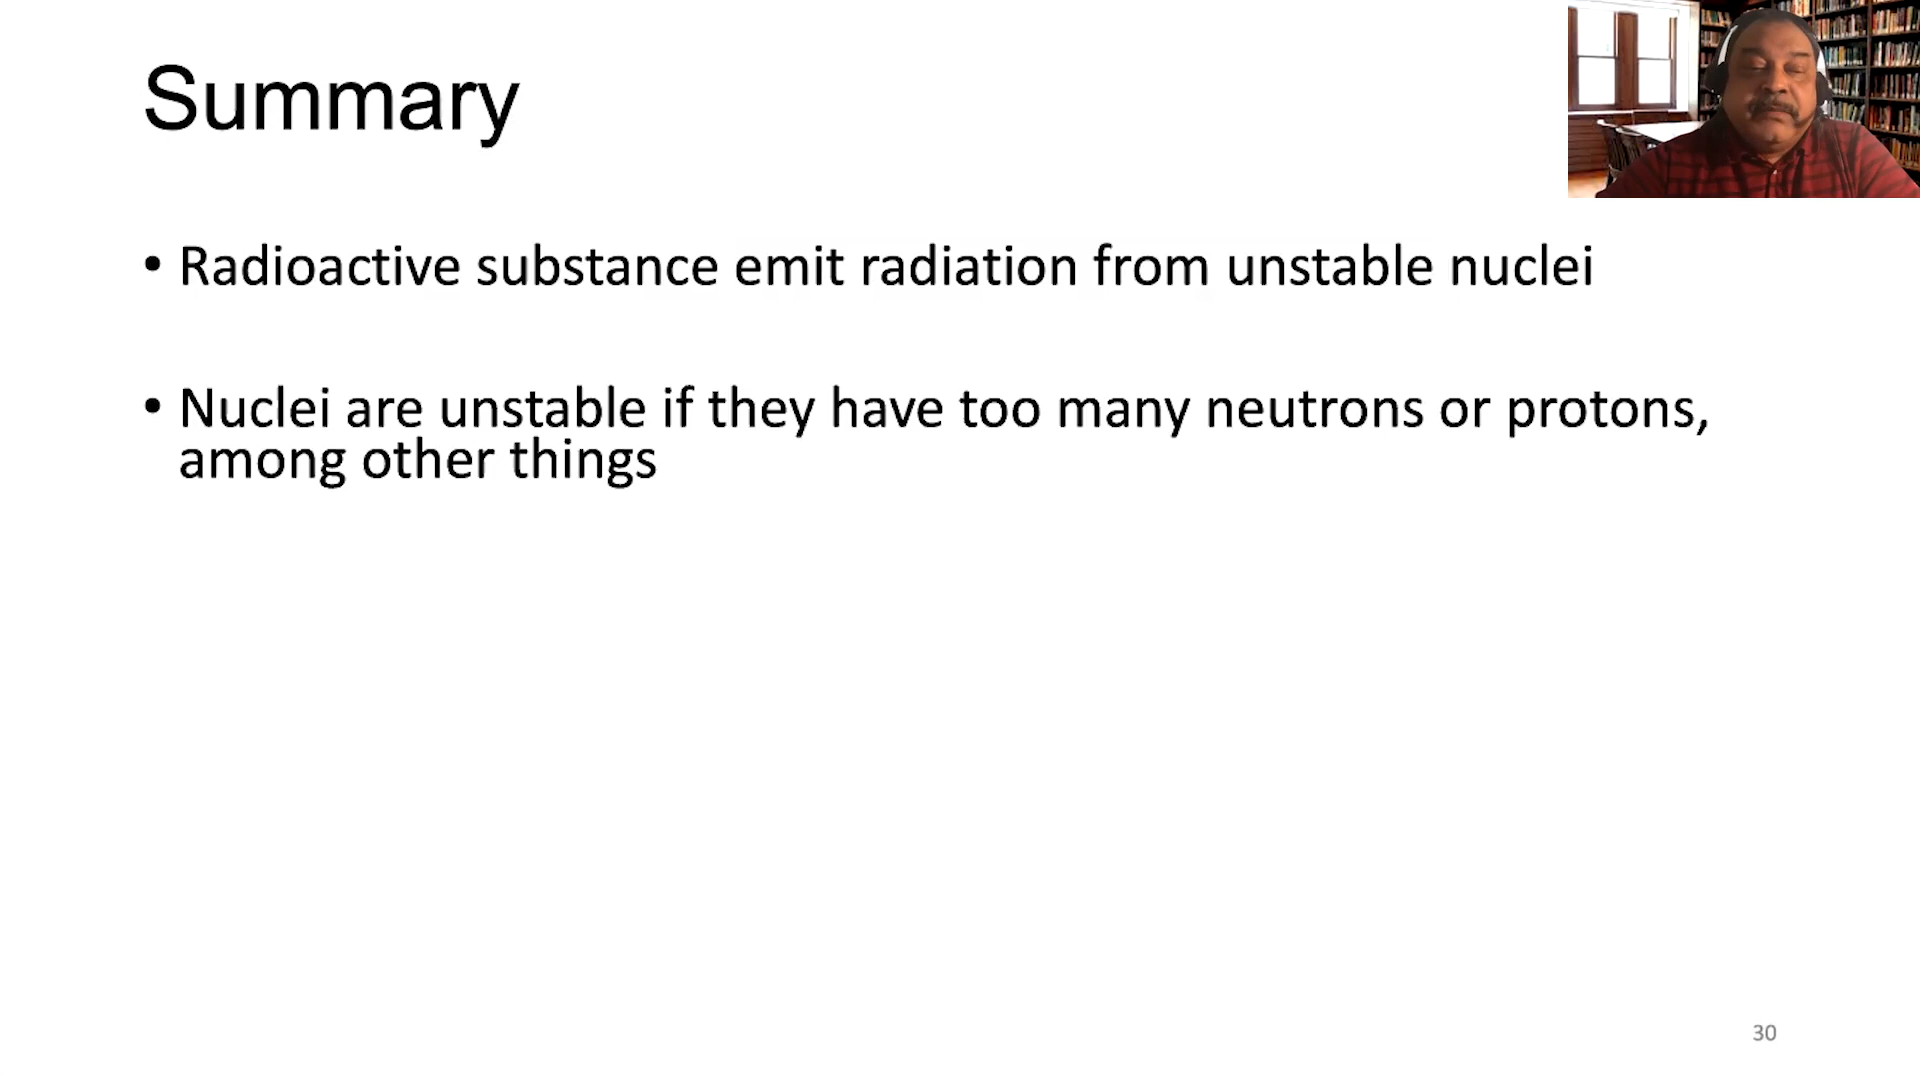 Summary
• Radioactive substance emit radiation from unstable nuclei
• Nuclei are unstable if they have too many neutrons or protons,
among other things
30